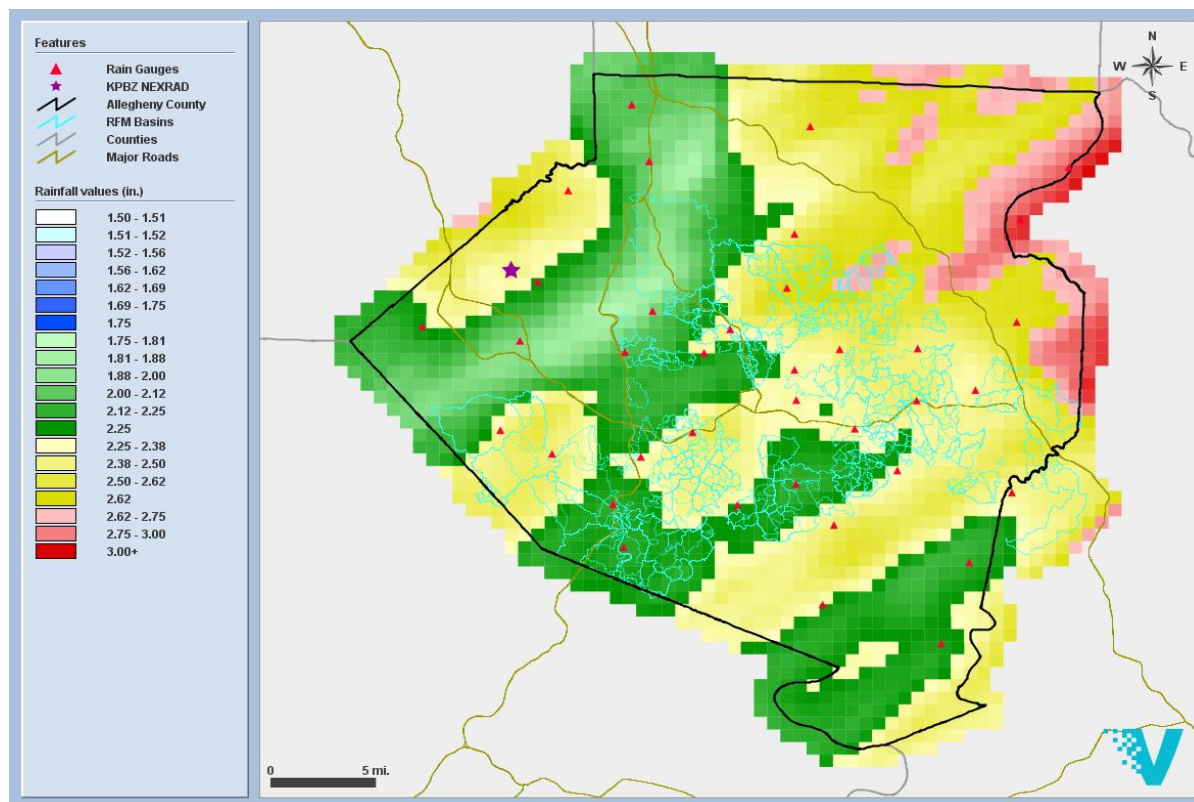 Features
Rain Gauges
KPBZ NEXRAD
Allegheny County
RFM Basins
Counties
Major Roads
Rainfall values (in.)
1.50 - 1.51
1.51 - 1.52
1.52 - 1.56
1.56 - 1.62
1.62 - 1.69
1.69 - 1.75
1.75
1.75 - 1.81
1.81 - 1.88
1.88 - 2.00
2.00 - 2.12
2.12 - 2.25
2.25
2.25 - 2.38
2.38 - 2.50
2.50 - 2.62
2.62
2.62 - 2.75
2.75 - 3.00
3.00+
N
W E
S
0 5 mi.
V